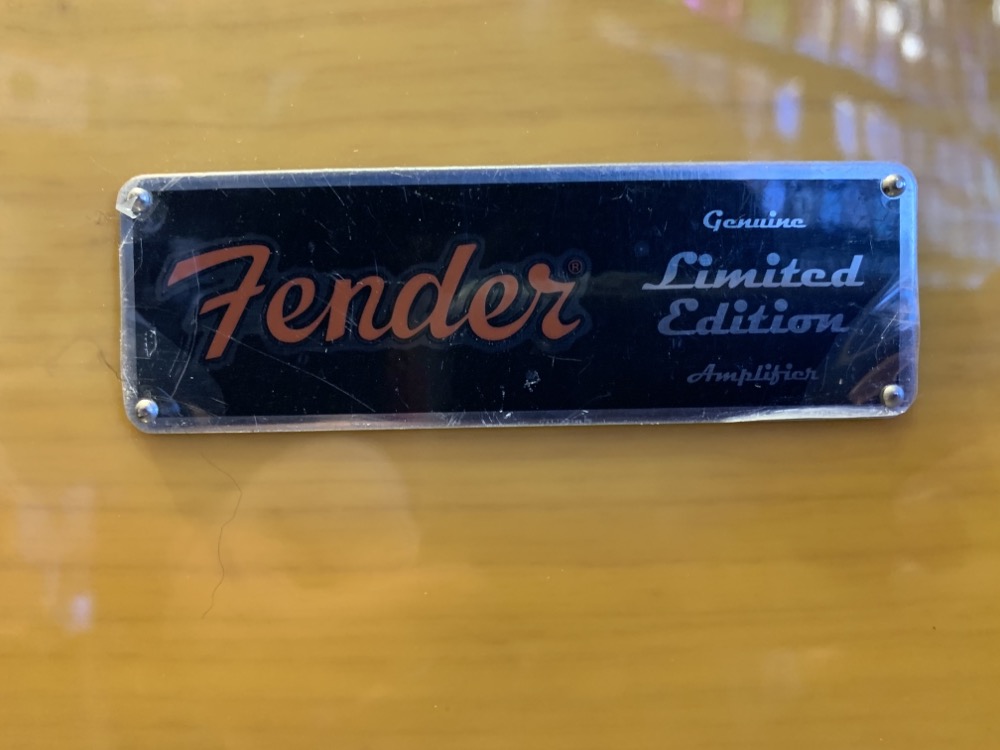 Fender®
Genuine
Limited
Edition
Amplifier